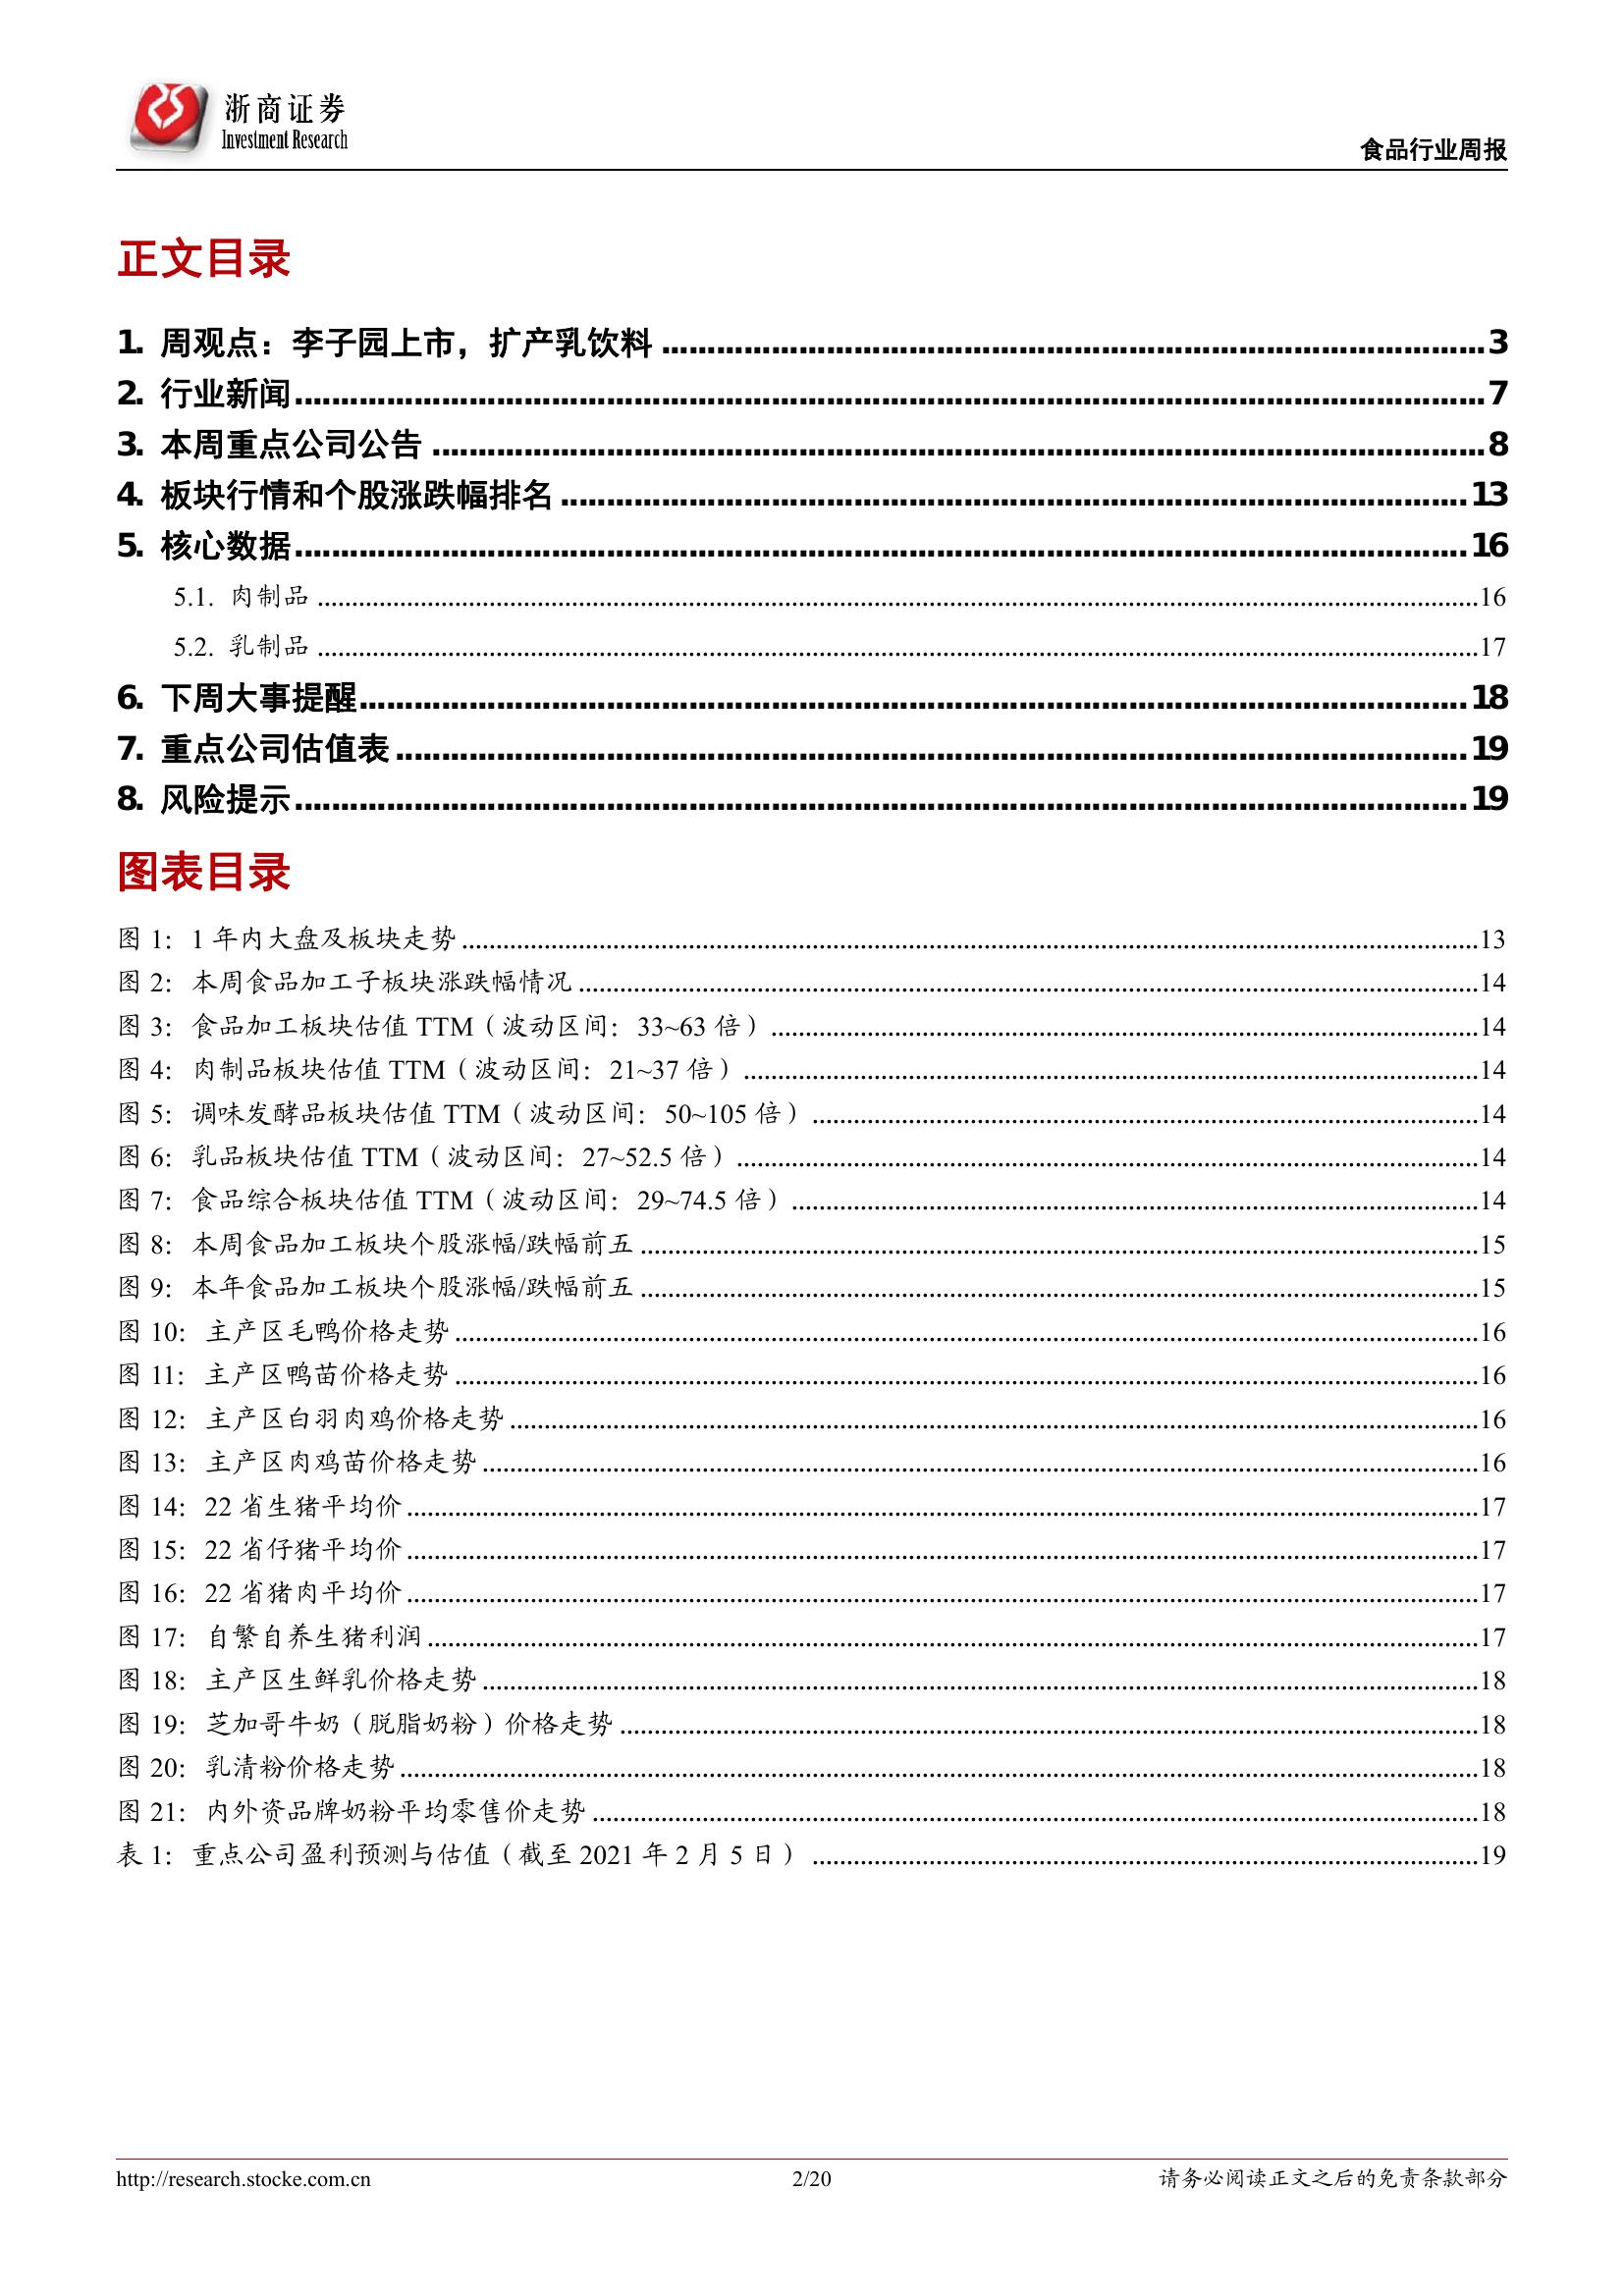 浙商证券
Investment Research
食品行业周报
正文目录
1. 周观点：李子园上市，扩产乳饮料 ........ 3
2. 行业新闻 ........ 7
3. 本周重点公司公告 ........ 8
4. 板块行情和个股涨跌幅排名 ........ 13
5. 核心数据 ........ 16
5.1. 肉制品 ........ 16
5.2. 乳制品 ........ 17
6. 下周大事提醒 ........ 18
7. 重点公司估值表 ........ 19
8. 风险提示 ........ 19
图表目录
图 1：1 年内大盘及板块走势 ........ 13
图 2：本周食品加工子板块涨跌幅情况 ........ 14
图 3：食品加工板块估值 TTM（波动区间：33~63 倍） ........ 14
图 4：肉制品板块估值 TTM（波动区间：21~37 倍） ........ 14
图 5：调味发酵品板块估值 TTM（波动区间：50~105 倍） ........ 14
图 6：乳品板块估值 TTM（波动区间：27~52.5 倍） ........ 14
图 7：食品综合板块估值 TTM（波动区间：29~74.5 倍） ........ 14
图 8：本周食品加工板块个股涨幅/跌幅前五 ........ 15
图 9：本年食品加工板块个股涨幅/跌幅前五 ........ 15
图 10：主产区毛鸭价格走势 ........ 16
图 11：主产区鸭苗价格走势 ........ 16
图 12：主产区白羽肉鸡价格走势 ........ 16
图 13：主产区肉鸡苗价格走势 ........ 16
图 14：22 省生猪平均价 ........ 17
图 15：22 省仔猪平均价 ........ 17
图 16：22 省猪肉平均价 ........ 17
图 17：自繁自养生猪利润 ........ 17
图 18：主产区生鲜乳价格走势 ........ 18
图 19：芝加哥牛奶（脱脂奶粉）价格走势 ........ 18
图 20：乳清粉价格走势 ........ 18
图 21：内外资品牌奶粉平均零售价走势 ........ 18
表 1：重点公司盈利预测与估值（截至 2021 年 2 月 5 日） ........ 19
http://research.stocke.com.cn
2/20
请务必阅读正文之后的免责条款部分